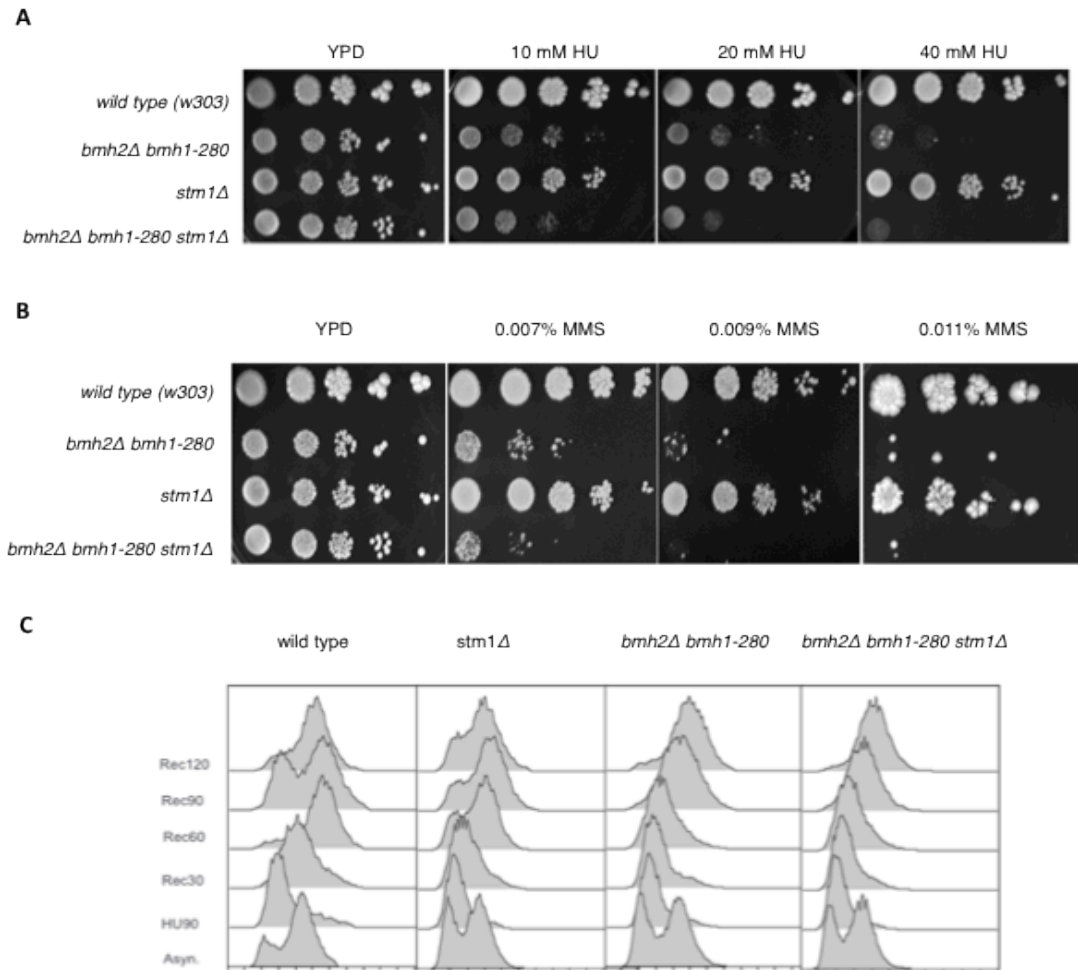 A
YPD 10 mM HU 20 mM HU 40 mM HU
wild type (w303)
bmh2Δ bmh1-280
stm1Δ
bmh2Δ bmh1-280 stm1Δ
B
YPD 0.007% MMS 0.009% MMS 0.011% MMS
wild type (w303)
bmh2Δ bmh1-280
stm1Δ
bmh2Δ bmh1-280 stm1Δ
C
wild type stm1Δ bmh2Δ bmh1-280 bmh2Δ bmh1-280 stm1Δ
Rec120
Rec90
Rec60
Rec30
HU90
Asyn.